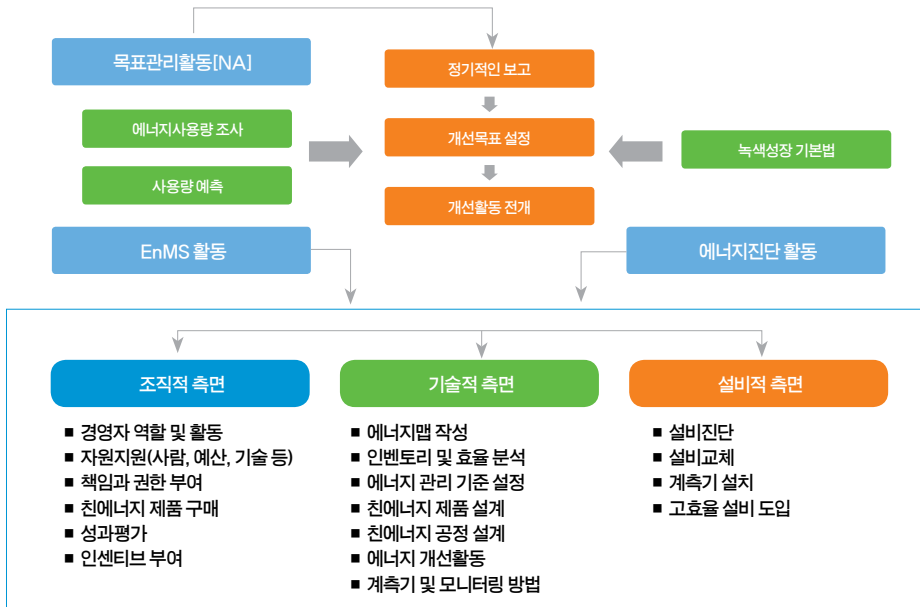 목표관리활동[NA]
정기적인 보고
에너지사용량 조사
개선목표 설정
녹색성장 기본법
사용량 예측
개선활동 전개
EnMS 활동
에너지진단 활동
조직적 측면
■ 경영자 역할 및 활동
■ 자원지원(사람, 예산, 기술 등)
■ 책임과 권한 부여
■ 친에너지 제품 구매
■ 성과평가
■ 인센티브 부여
기술적 측면
■ 에너지맵 작성
■ 인벤토리 및 효율 분석
■ 에너지 관리 기준 설정
■ 친에너지 제품 설계
■ 친에너지 공정 설계
■ 에너지 개선활동
■ 계측기 및 모니터링 방법
설비적 측면
■ 설비진단
■ 설비교체
■ 계측기 설치
■ 고효율 설비 도입